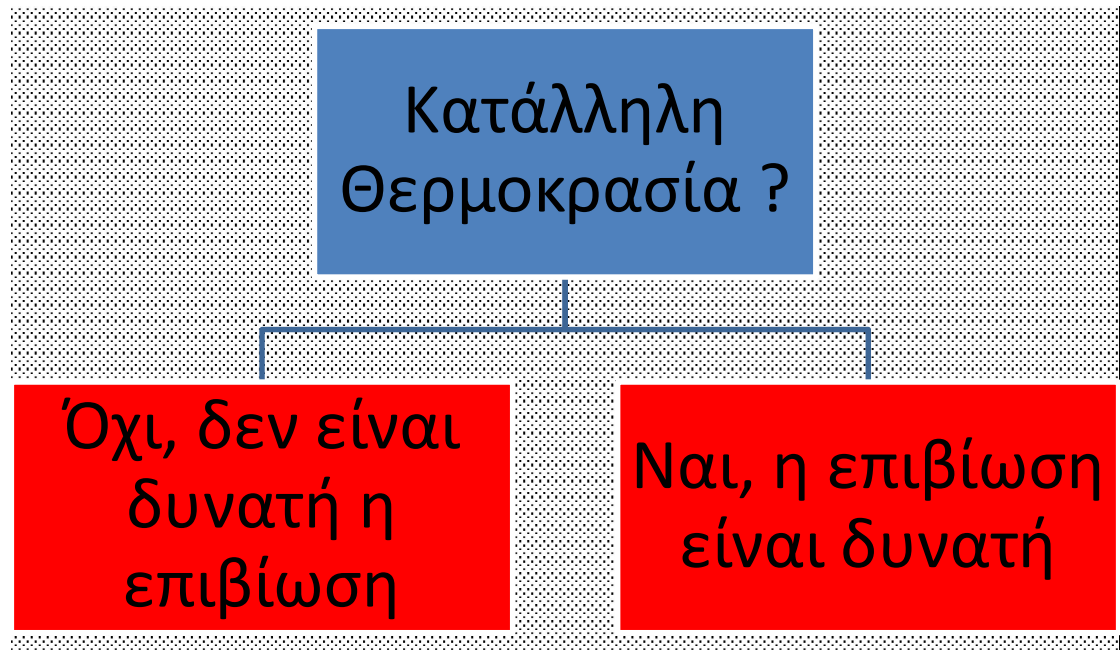 Κατάλληλη
Θερμοκρασία ?
Όχι, δεν είναι
δυνατή η
επιβίωση
Ναι, η επιβίωση
είναι δυνατή